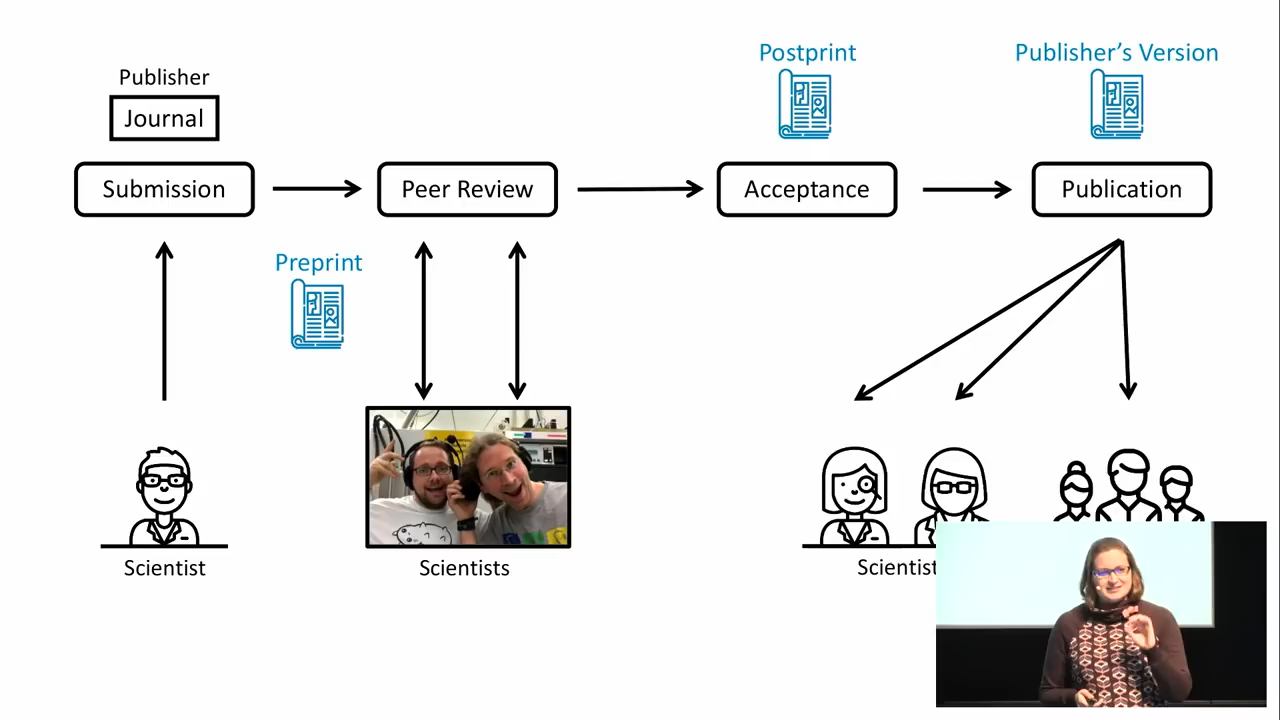 Postprint
Publisher's Version
Publisher
Journal
Submission
Peer Review
Acceptance
Publication
Preprint
Scientist
Scientists
Scientist